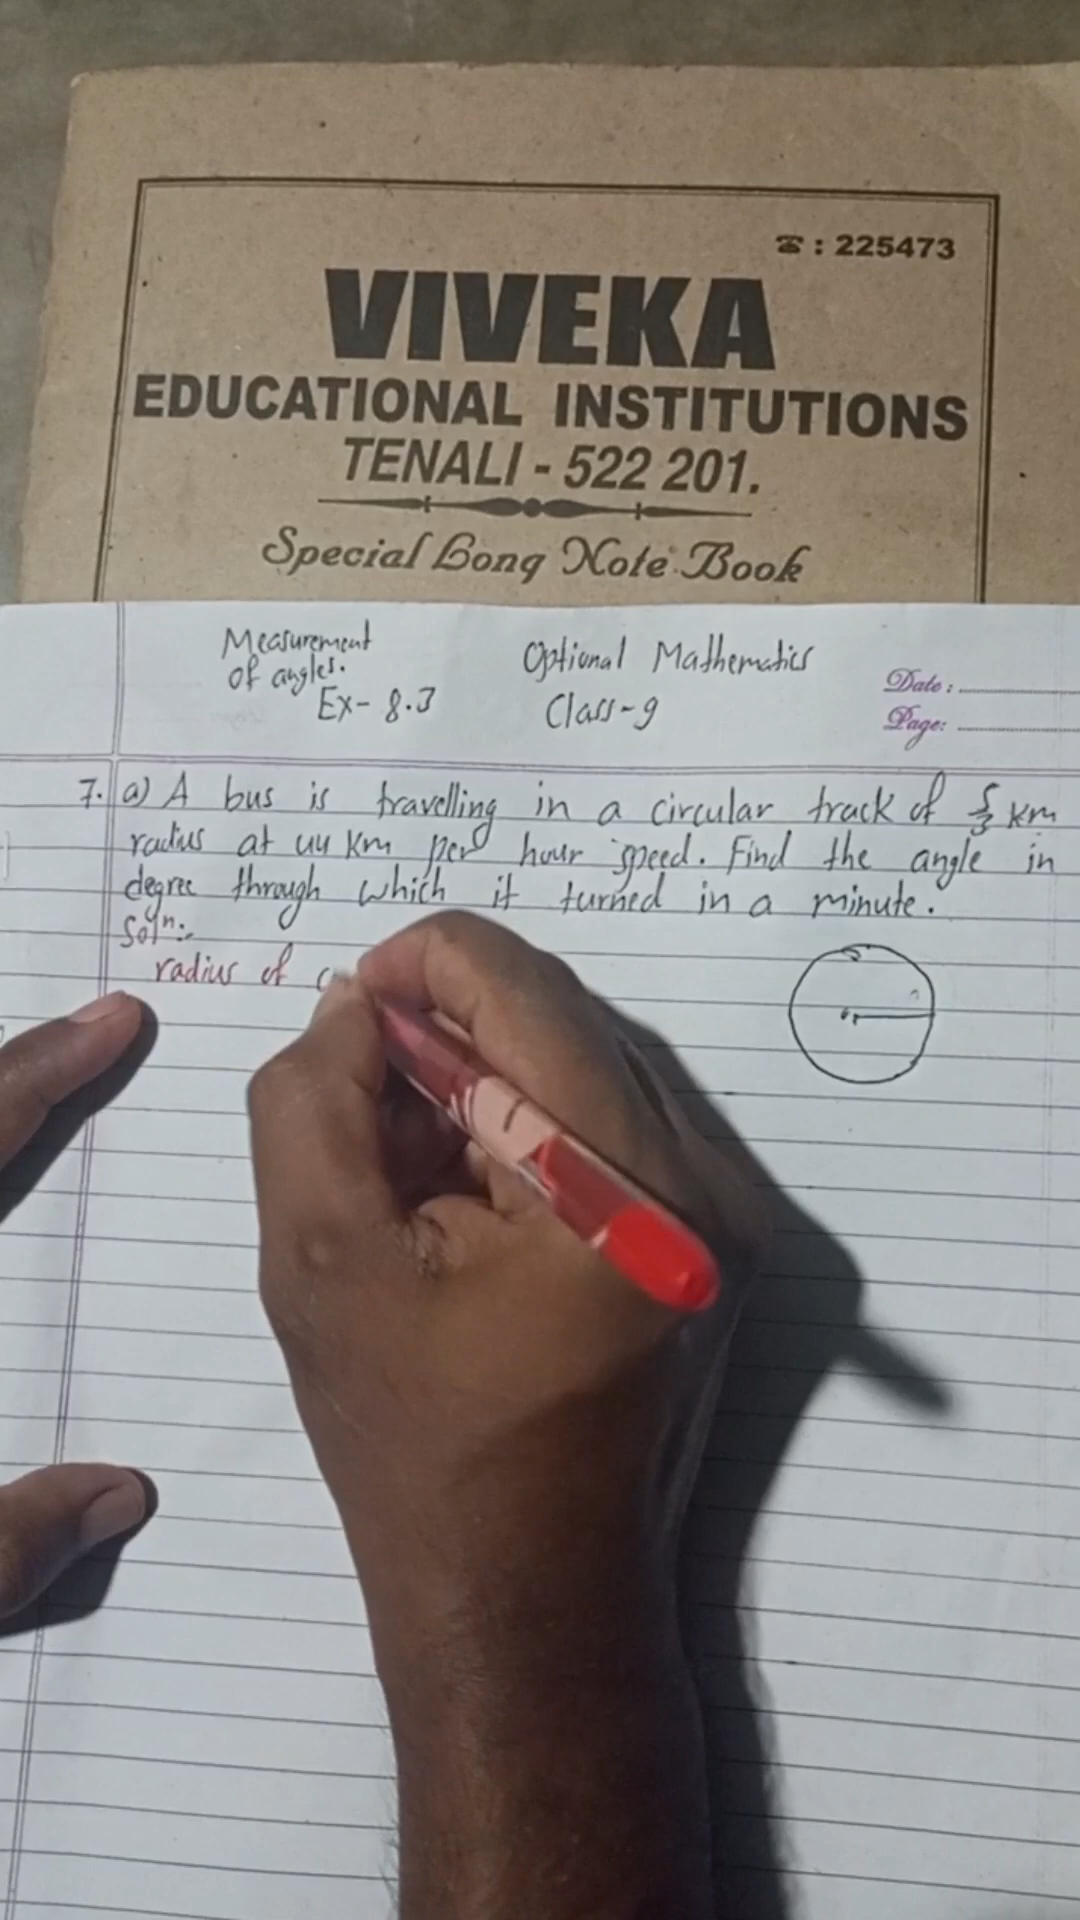 ☎ : 225473
VIVEKA
EDUCATIONAL INSTITUTIONS
TENALI - 522 201.
Special Long Note Book
Measurement
of angles.
Ex- 8.3
Optional Mathematics
Class-9
Date :
Page:
7. a) A bus is travelling in a circular track of 5/3 km
radius at 44 km per hour speed. Find the angle in
degree through which it turned in a minute.
Solⁿ:-
radius of